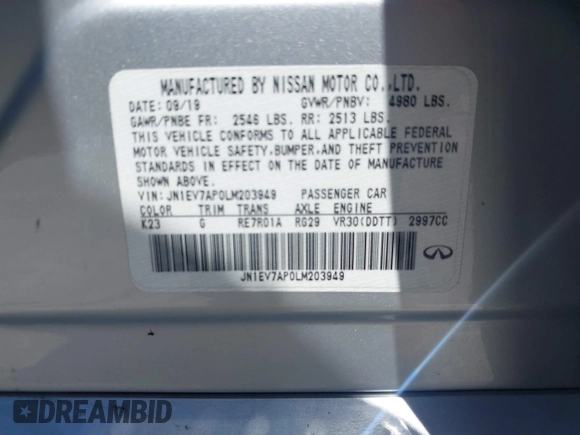 MANUFACTURED BY NISSAN MOTOR CO.,LTD.
DATE: 09/19 GVWR/PNBV: 4980 LBS.
GAWR/PNBE FR: 2546 LBS. RR: 2513 LBS.
THIS VEHICLE CONFORMS TO ALL APPLICABLE FEDERAL
MOTOR VEHICLE SAFETY,BUMPER,AND THEFT PREVENTION
STANDARDS IN EFFECT ON THE DATE OF MANUFACTURE
SHOWN ABOVE.
VIN: JN1EV7AP0LM203949 PASSENGER CAR
COLOR TRIM TRANS AXLE ENGINE
K23 G RE7R01A RG29 VR30(DDTT) 2997CC
JN1EV7AP0LM203949
DREAMBID